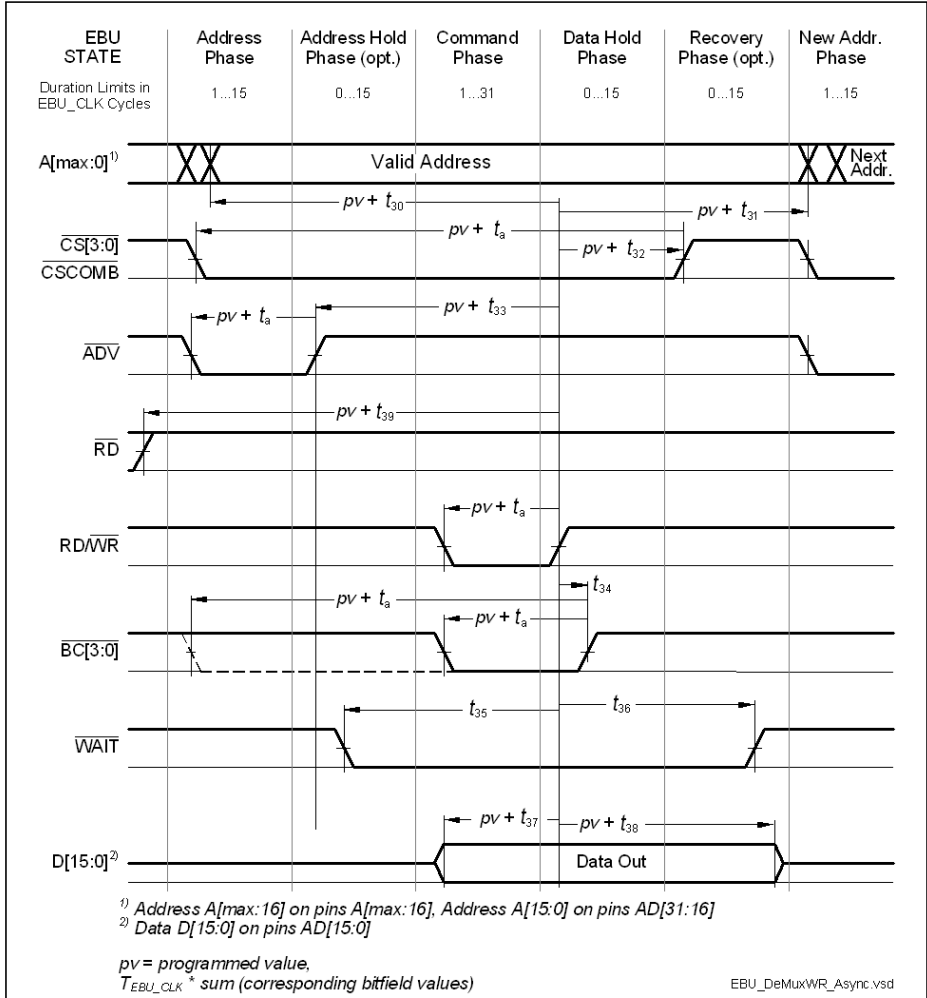 EBU STATE
Address Phase
Address Hold Phase (opt.)
Command Phase
Data Hold Phase
Recovery Phase (opt.)
New Addr. Phase
Duration Limits in EBU_CLK Cycles
1...15
0...15
1...31
0...15
0...15
1...15
A[max:0]1)
Valid Address
Next Addr.
pv + t30
pv + t31
pv + ta
CS[3:0]
CSCOMB
pv + t32
pv + ta
pv + t33
ADV
pv + t39
RD
pv + ta
RD/WR
t34
pv + ta
pv + ta
BC[3:0]
t35
t36
WAIT
pv + t37
pv + t38
D[15:0]2)
Data Out
1) Address A[max:16] on pins A[max:16], Address A[15:0] on pins AD[31:16]
2) Data D[15:0] on pins AD[15:0]
pv = programmed value,
TEBU_CLK * sum (corresponding bitfield values)
EBU_DeMuxWR_Async.vsd